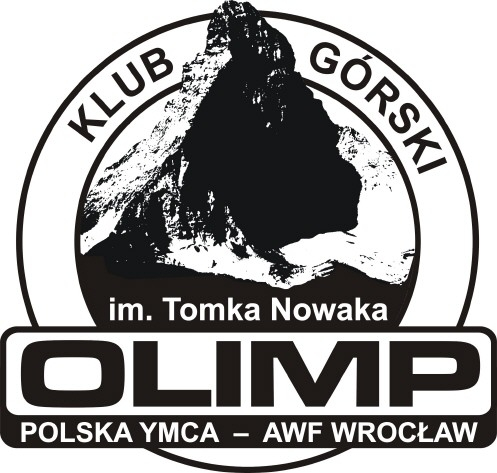 KLUB GÓRSKI
im. Tomka Nowaka
OLIMP
POLSKA YMCA – AWF WROCŁAW